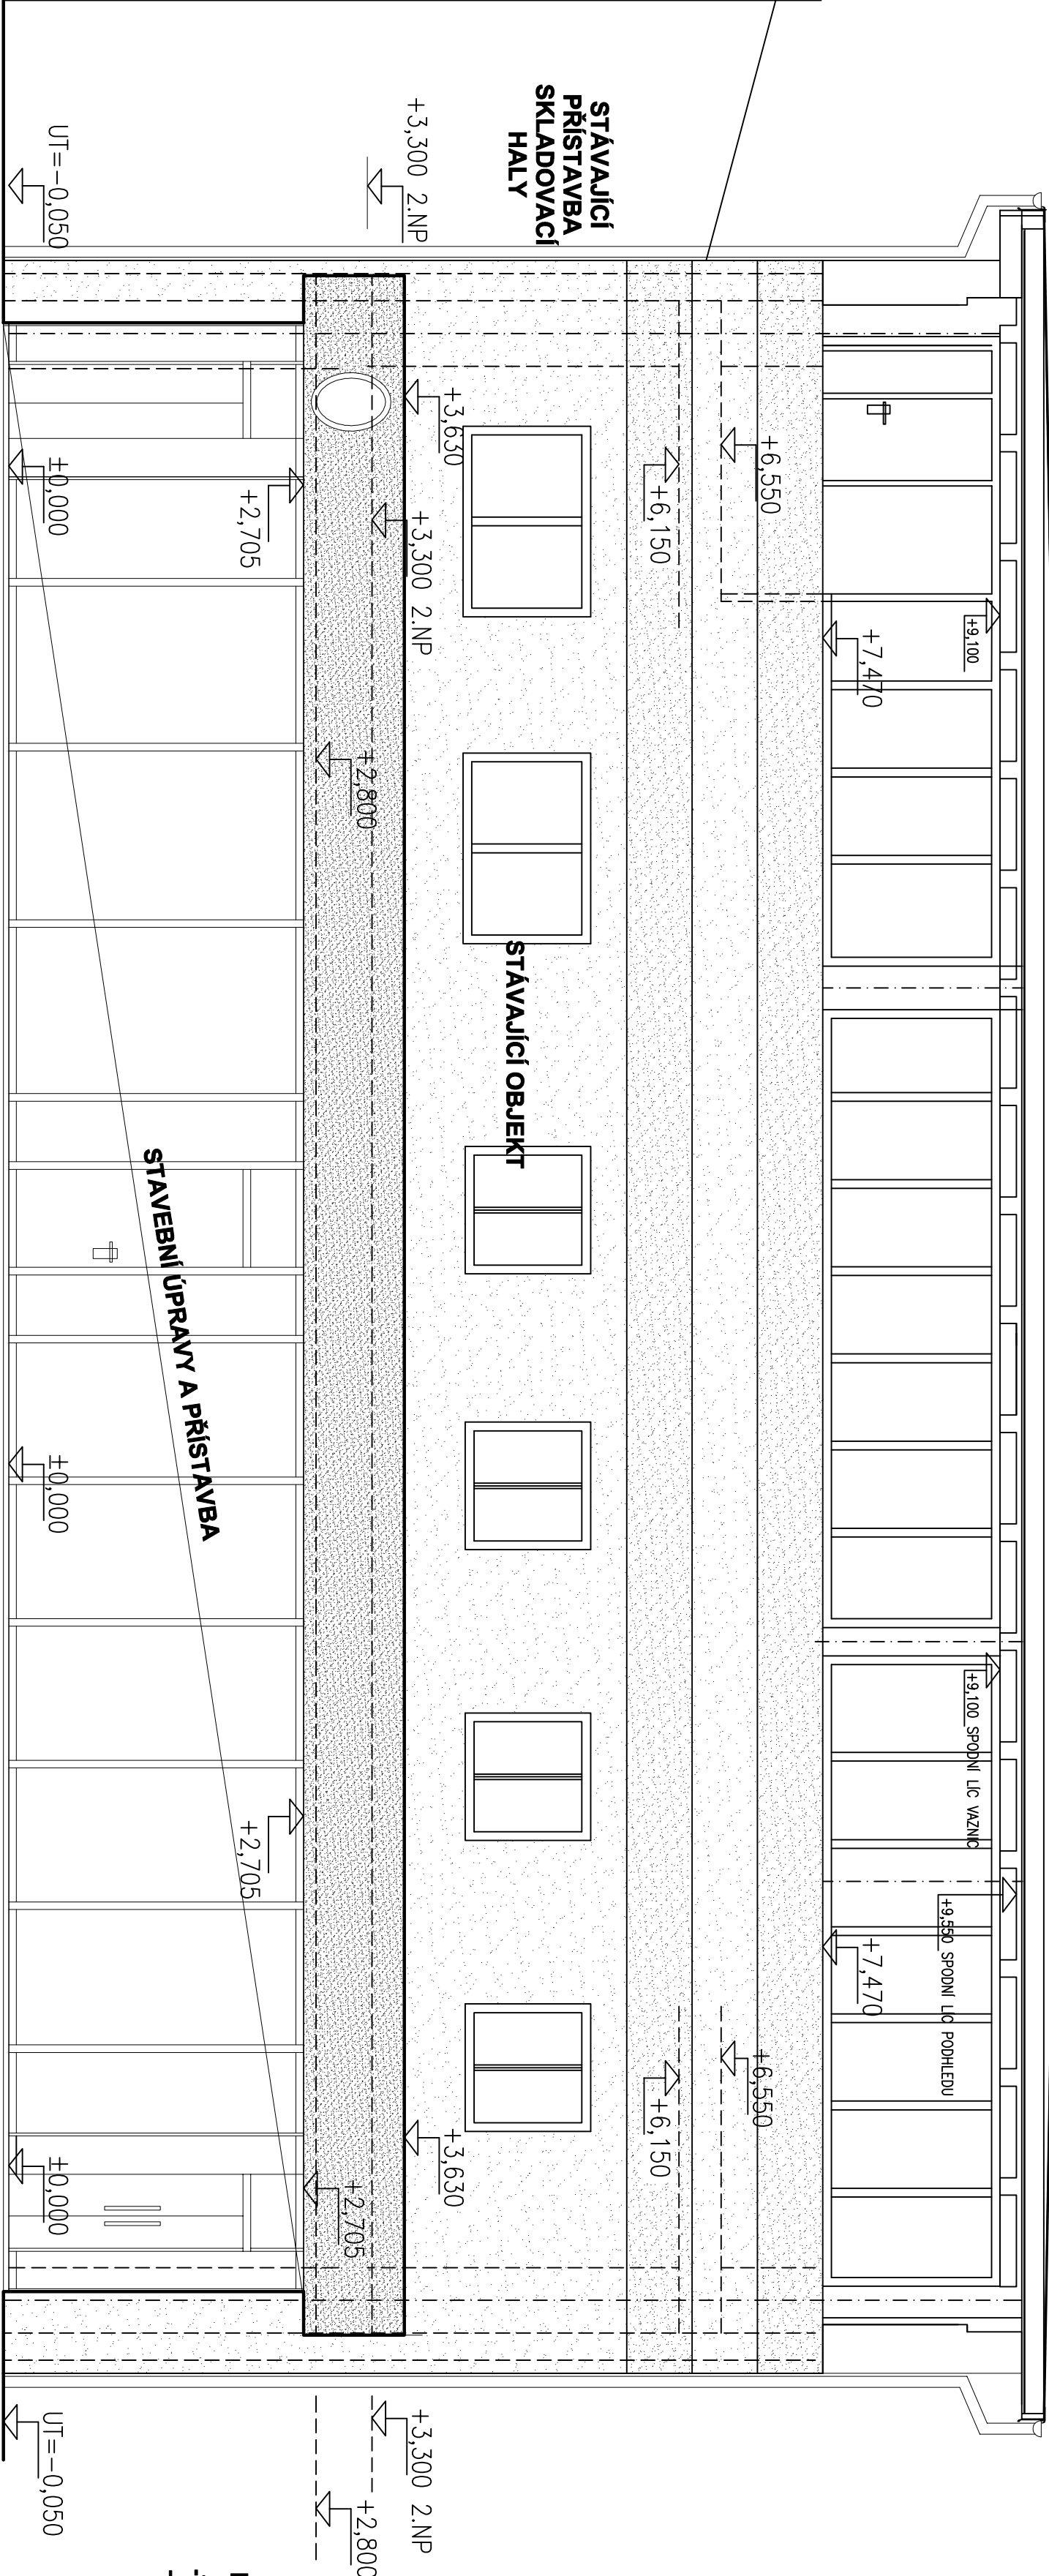 STÁVAJÍCÍ
PŘÍSTAVBA
SKLADOVACÍ
HALY
+3,300 2.NP
UT=-0,050
+9,100
+7,470
+6,550
+6,150
+3,630
+3,300 2.NP
+2,800
+2,705
±0,000
STÁVAJÍCÍ OBJEKT
STAVEBNÍ ÚPRAVY A PŘÍSTAVBA
±0,000
+9,100 SPODNÍ LÍC VAZNIC
+9,550 SPODNÍ LÍC PODHLEDU
+7,470
+6,550
+6,150
+3,630
+2,705
+2,705
±0,000
+3,300 2.NP
+2,800
UT=-0,050